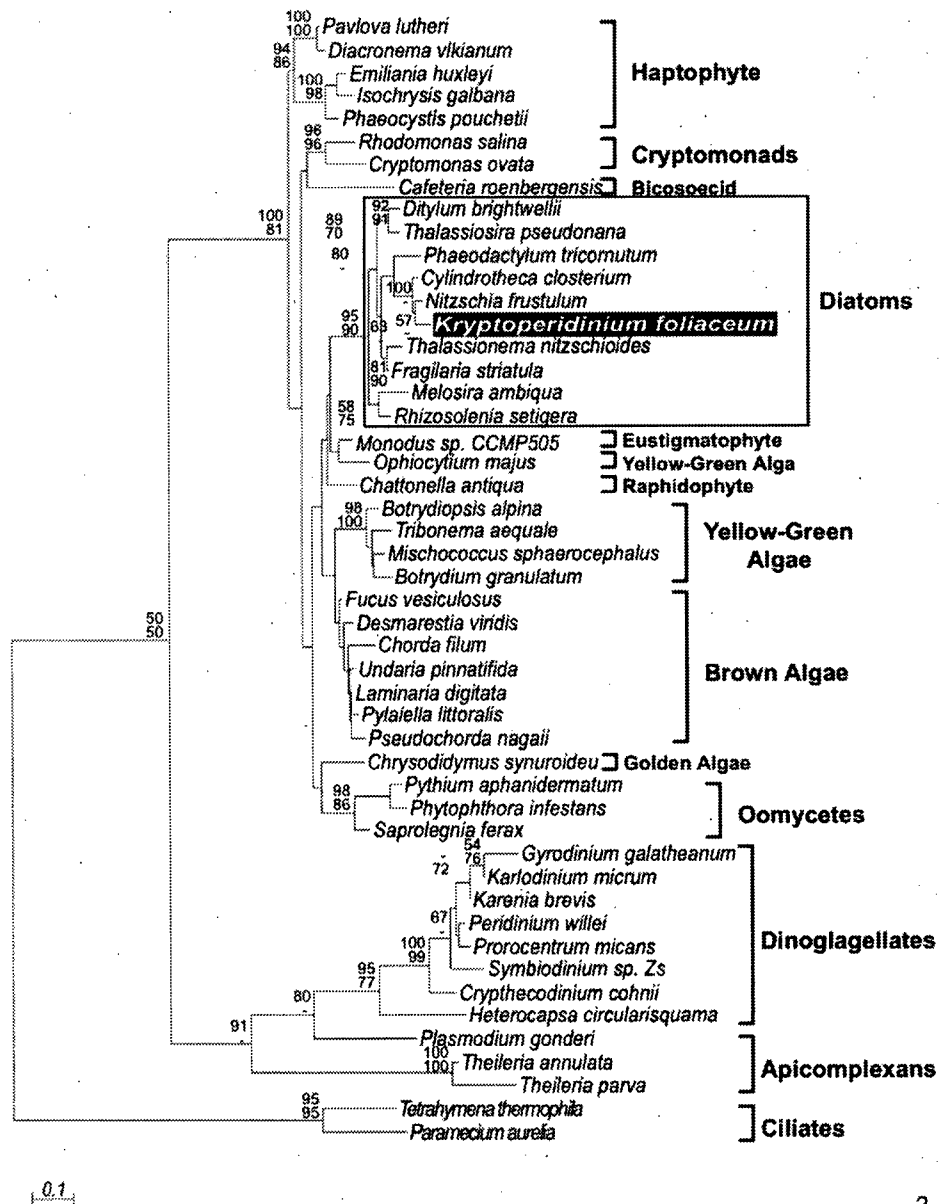 100
100
Pavlova lutheri
Diacronema vlkianum
94
86
100
98
Emiliania huxleyi
Isochrysis galbana
Phaeocystis pouchetii
Haptophyte
96
96
Rhodomonas salina
Cryptomonas ovata
Cryptomonads
Cafeteria roenbergensis
Bicosoecid
100
81
89
70
80
92
91
Ditylum brightwellii
Thalassiosira pseudonana
Phaeodactylum tricornutum
Cylindrotheca closterium
100
-
Nitzschia frustulum
57
-
Kryptoperidinium foliaceum
Diatoms
95
90
63
Thalassionema nitzschioides
81
90
Fragilaria striatula
Melosira ambiqua
Rhizosolenia setigera
58
75
Monodus sp. CCMP505
Eustigmatophyte
Ophiocytium majus
Yellow-Green Alga
Chattonella antiqua
Raphidophyte
98
100
Botrydiopsis alpina
Tribonema aequale
Mischococcus sphaerocephalus
Botrydium granulatum
Yellow-Green
Algae
Fucus vesiculosus
Desmarestia viridis
Chorda filum
Undaria pinnatifida
Laminaria digitata
Pylaiella littoralis
Pseudochorda nagaii
Brown Algae
50
50
Chrysodidymus synuroideu
Golden Algae
98
86
Pythium aphanidermatum
Phytophthora infestans
Saprolegnia ferax
Oomycetes
-
72
54
76
Gyrodinium galatheanum
Karlodinium micrum
Karenia brevis
67
-
Peridinium willei
Prorocentrum micans
Symbiodinium sp. Zs
100
99
Crypthecodinium cohnii
95
77
Heterocapsa circularisquama
Dinoglagellates
80
-
91
-
Plasmodium gonderi
100
100
Theileria annulata
Theileria parva
Apicomplexans
95
95
Tetrahymena thermophila
Paramecium aurelia
Ciliates
0.1